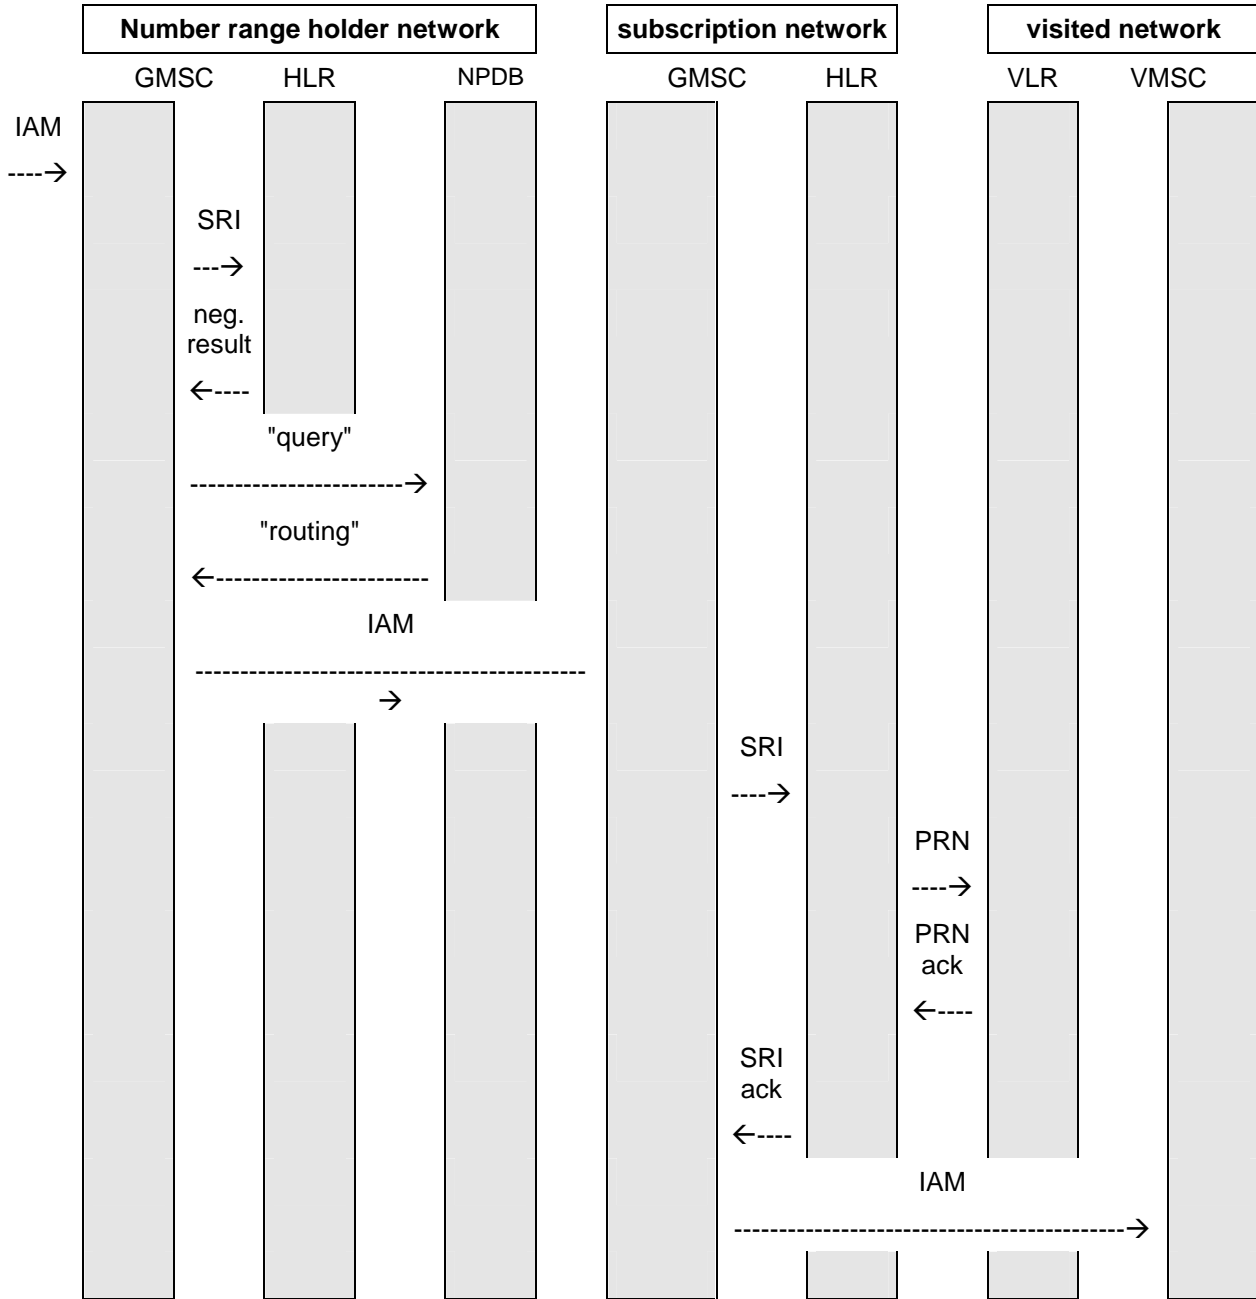 Number range holder network subscription network visited network
GMSC HLR NPDB GMSC HLR VLR VMSC
IAM
---->
SRI
--->
neg.
result
<----
"query"
------------------------>
"routing"
<------------------------
IAM
-------------------------------------------
>
SRI
---->
PRN
---->
PRN
ack
<----
SRI
ack
<----
IAM
------------------------------------------->